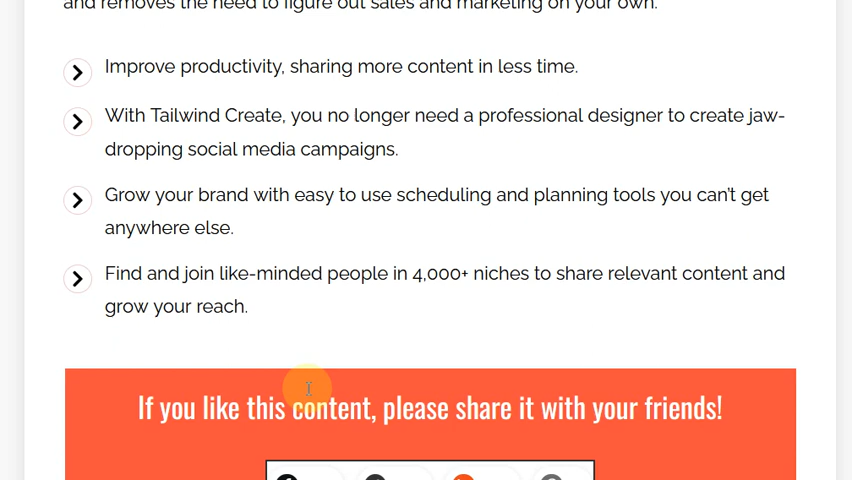 and removes the need to figure out sales and marketing on your own.
Improve productivity, sharing more content in less time.
With Tailwind Create, you no longer need a professional designer to create jaw-
dropping social media campaigns.
Grow your brand with easy to use scheduling and planning tools you can't get
anywhere else.
Find and join like-minded people in 4,000+ niches to share relevant content and
grow your reach.
If you like this content, please share it with your friends!